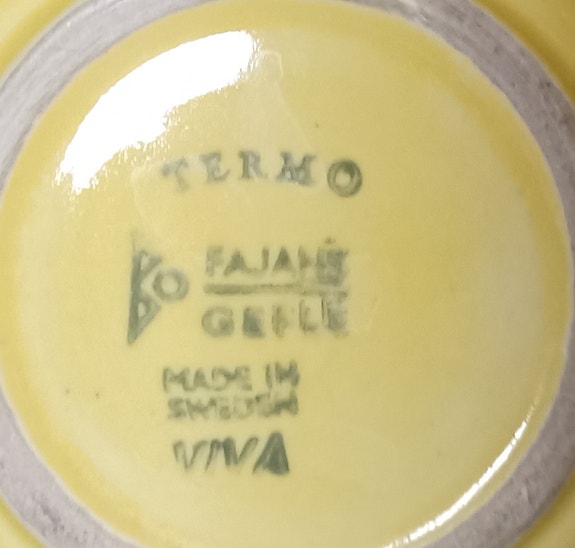 TERMO
FAJANS
GEFLE
MADE IN
SWEDEN
VIVA